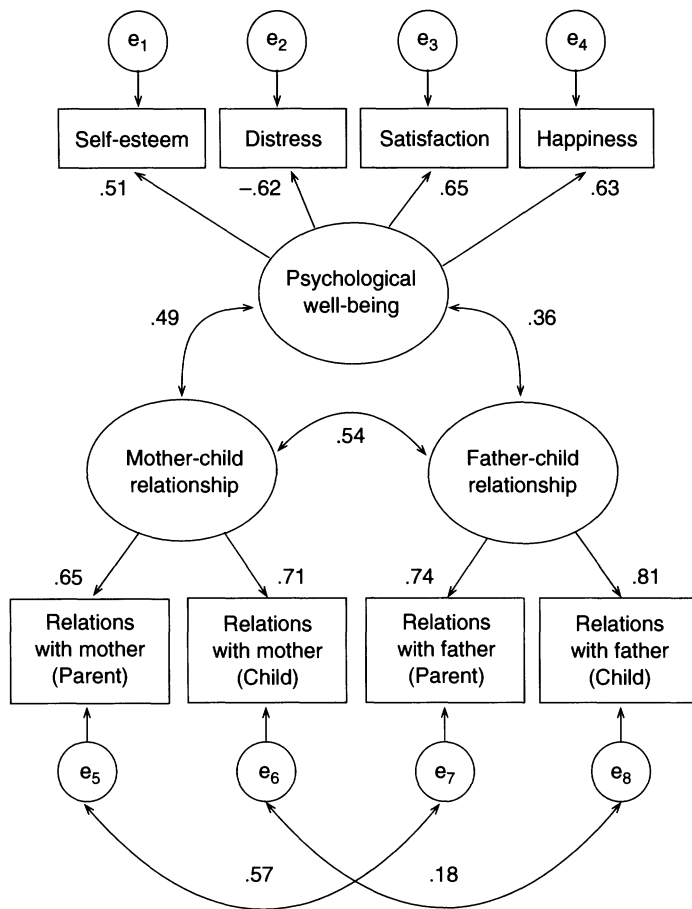 e1 e2 e3 e4
Self-esteem Distress Satisfaction Happiness
.51 –.62 .65 .63
Psychological
well-being
.49 .36
.54
Mother-child Father-child
relationship relationship
.65 .71 .74 .81
Relations Relations Relations Relations
with mother with mother with father with father
(Parent) (Child) (Parent) (Child)
e5 e6 e7 e8
.57 .18